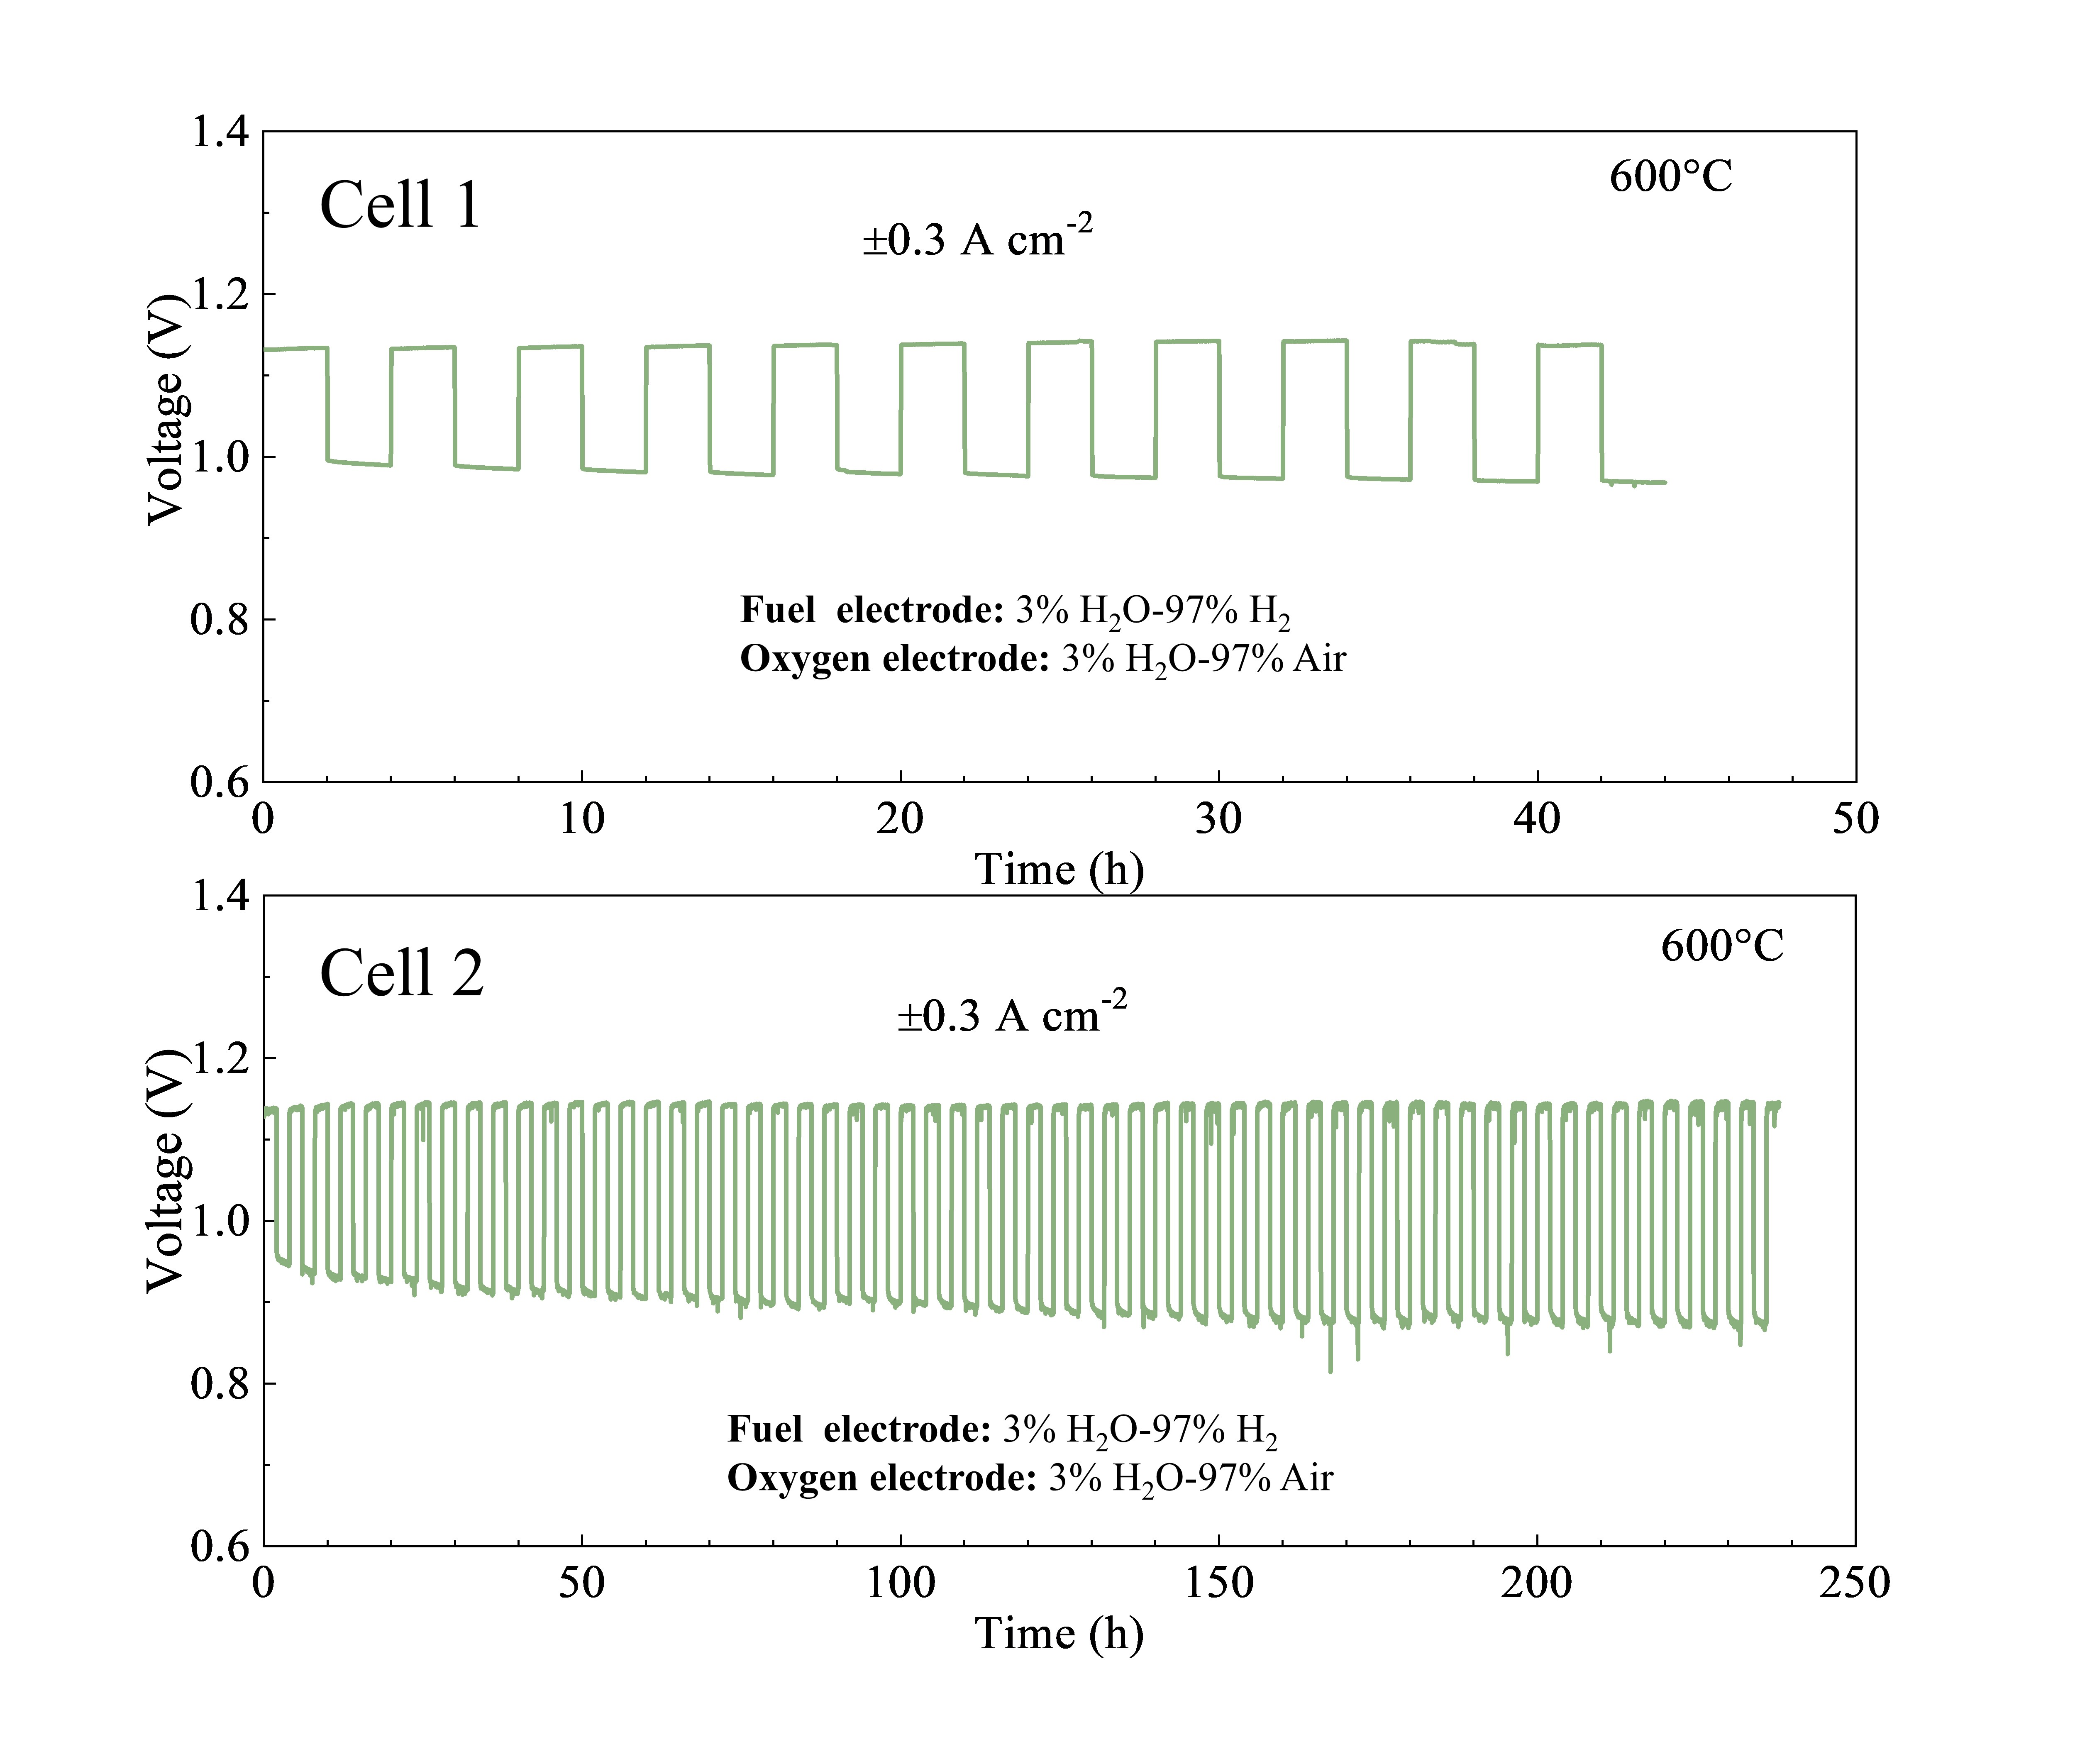 1.4
Cell 1
600°C
±0.3 A cm⁻²
1.2
Voltage (V)
1.0
0.8
Fuel electrode: 3% H₂O-97% H₂
Oxygen electrode: 3% H₂O-97% Air
0.6
0 10 20 30 40 50
Time (h)
1.4
Cell 2
600°C
±0.3 A cm⁻²
1.2
Voltage (V)
1.0
0.8
Fuel electrode: 3% H₂O-97% H₂
Oxygen electrode: 3% H₂O-97% Air
0.6
0 50 100 150 200 250
Time (h)